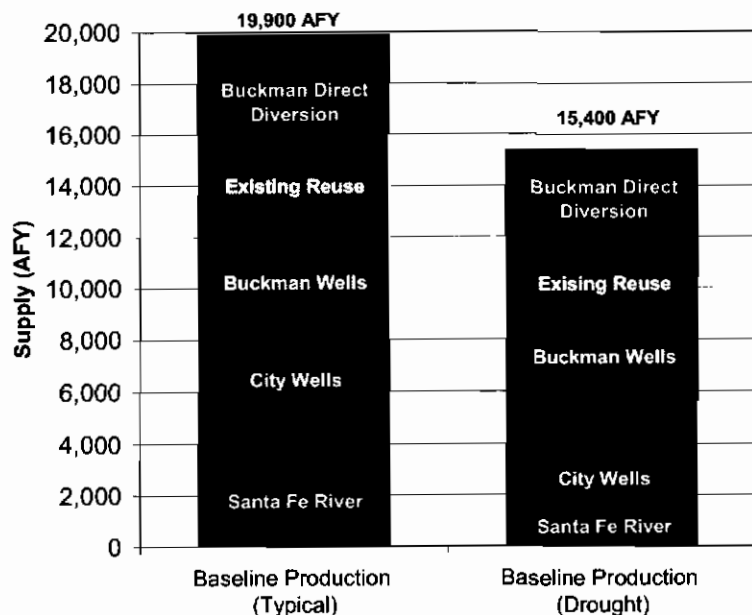 19,900 AFY
20,000
18,000
16,000
14,000
12,000
10,000
8,000
6,000
4,000
2,000
0
Supply (AFY)
Buckman Direct
Diversion
Existing Reuse
Buckman Wells
City Wells
Santa Fe River
15,400 AFY
Buckman Direct
Diversion
Exising Reuse
Buckman Wells
City Wells
Santa Fe River
Baseline Production
(Typical)
Baseline Production
(Drought)